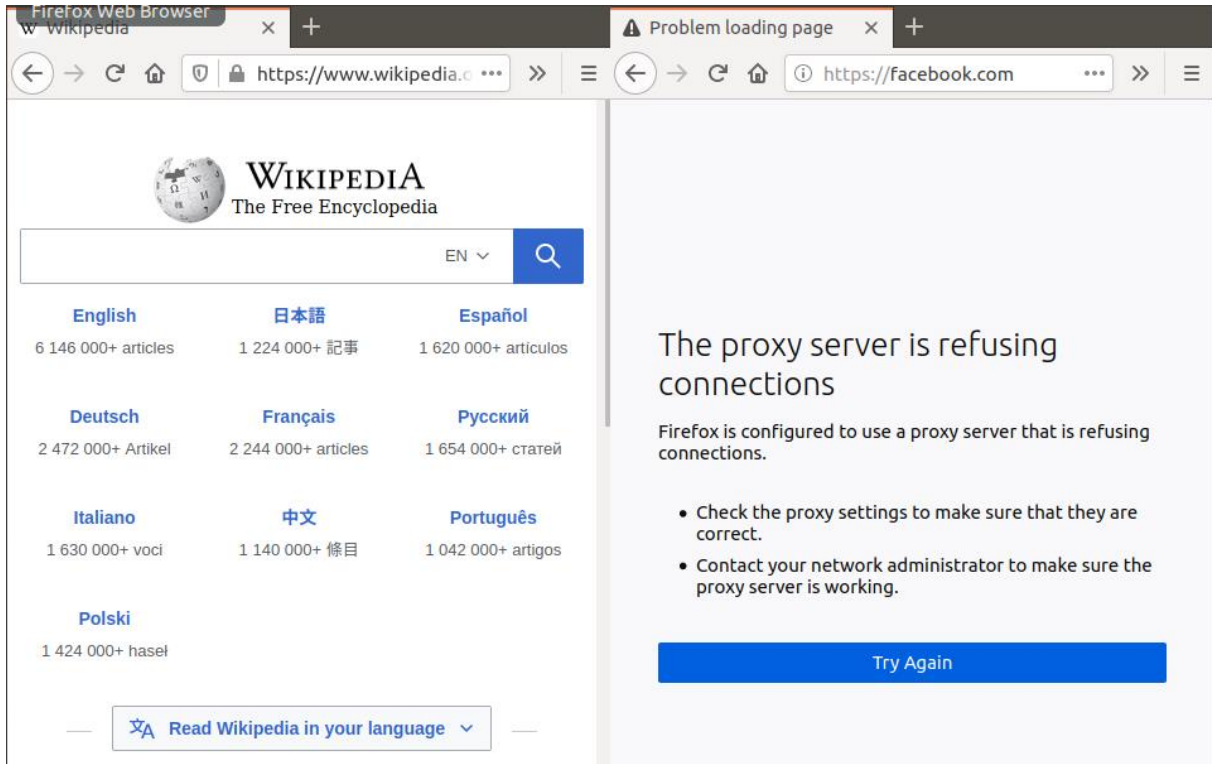 Firefox Web Browser
Wikipedia
https://www.wikipedia.o
WIKIPEDIA
The Free Encyclopedia
EN
English 日本語 Español
6 146 000+ articles 1 224 000+ 記事 1 620 000+ artículos
Deutsch Français Русский
2 472 000+ Artikel 2 244 000+ articles 1 654 000+ статей
Italiano 中文 Português
1 630 000+ voci 1 140 000+ 條目 1 042 000+ artigos
Polski
1 424 000+ haseł
Read Wikipedia in your language
Problem loading page
https://facebook.com
The proxy server is refusing
connections
Firefox is configured to use a proxy server that is refusing
connections.
• Check the proxy settings to make sure that they are
correct.
• Contact your network administrator to make sure the
proxy server is working.
Try Again